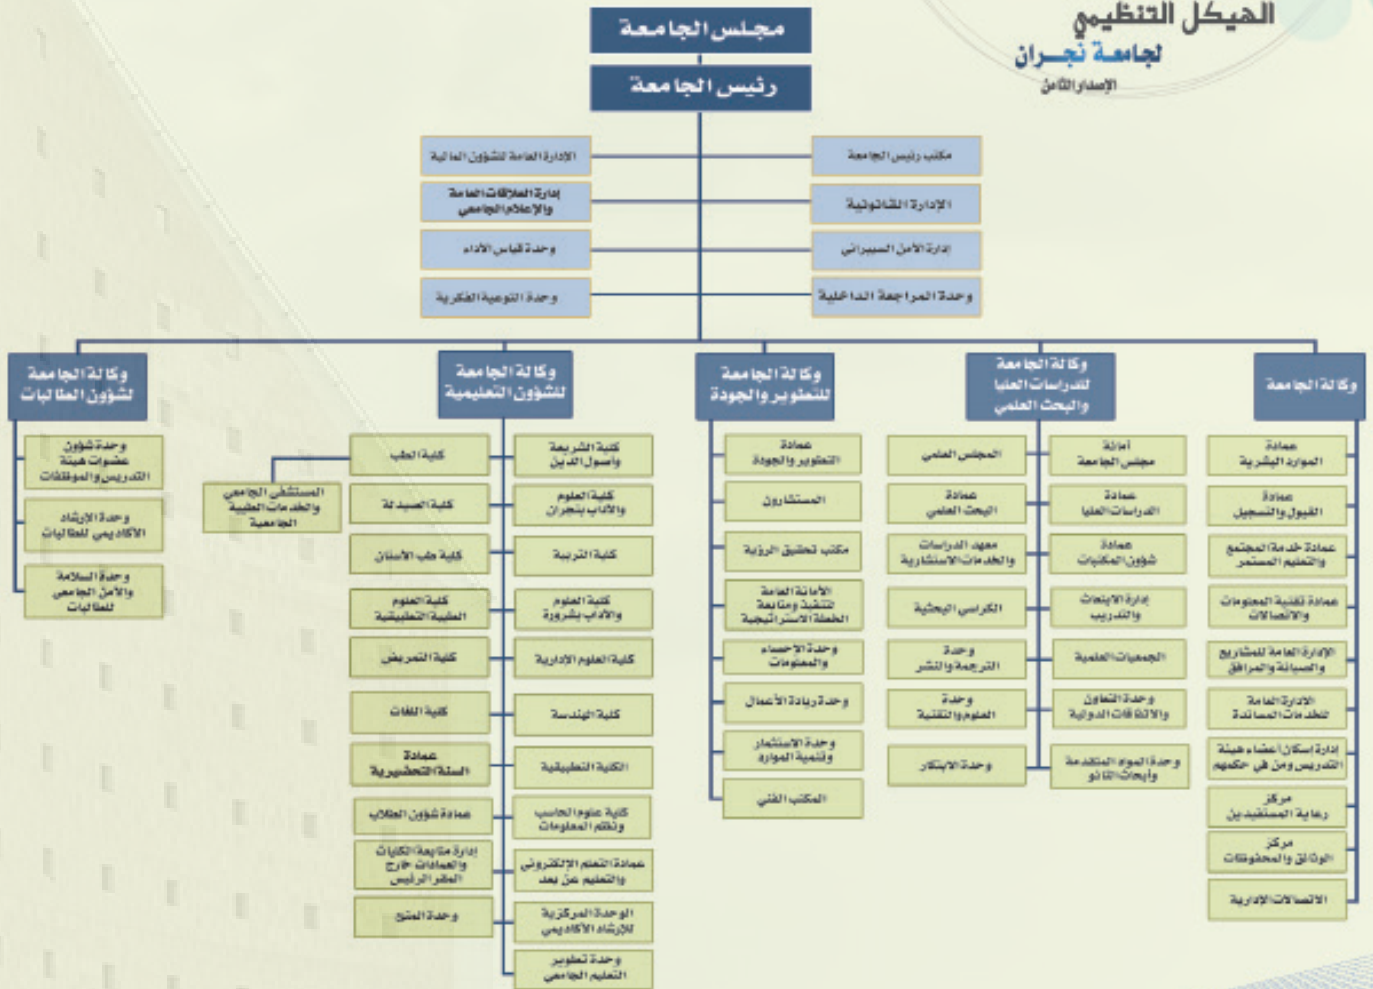 الهيكل التنظيمي
لجامعة نجــران
الإصدار الثامن
مجلس الجامعة
رئيس الجامعة
مكتب رئيس الجامعة
الإدارة العامة للشؤون المالية
الإدارة القانونية
إدارة العلاقات العامة
والإعلام الجامعي
إدارة الأمن السيبراني
وحدة قياس الأداء
وحدة المراجعة الداخلية
وحدة التوعية الفكرية
وكالة الجامعة
عمادة
الموارد البشرية
عمادة
القبول والتسجيل
عمادة خدمة المجتمع
والتعليم المستمر
عمادة تقنية المعلومات
والاتصالات
الإدارة العامة للمشاريع
والصيانة والمرافق
الإدارة العامة
للخدمات المساندة
إدارة إسكان أعضاء هيئة
التدريس ومن في حكمهم
مركز
رعاية المستفيدين
مركز
الوثائق والمحفوظات
الاتصالات الإدارية
وكالة الجامعة
للدراسات العليا
والبحث العلمي
أمانة
مجلس الجامعة
المجلس العلمي
عمادة
الدراسات العليا
عمادة
البحث العلمي
عمادة
شؤون المكتبات
معهد الدراسات
والخدمات الاستشارية
إدارة الابتعاث
والتدريب
الكراسي البحثية
الجمعيات العلمية
وحدة
الترجمة والنشر
وحدة التعاون
والاتفاقات الدولية
وحدة
العلوم والتقنية
وحدة المواد المتقدمة
وأبحاث النانو
وحدة الابتكار
وكالة الجامعة
للتطوير والجودة
عمادة
التطوير والجودة
المستشارون
مكتب تحقيق الرؤية
الأمانة العامة
لتنفيذ ومتابعة
الخطة الاستراتيجية
وحدة الإحصاء
والمعلومات
وحدة ريادة الأعمال
وحدة الاستثمار
وتنمية الموارد
المكتب الفني
وكالة الجامعة
للشؤون التعليمية
كلية الشريعة
وأصول الدين
كلية الطب
المستشفى الجامعي
والخدمات الطبية
الجامعية
كلية العلوم
والآداب بنجران
كلية الصيدلة
كلية التربية
كلية طب الأسنان
كلية العلوم
والآداب بشرورة
كلية العلوم
الطبية التطبيقية
كلية العلوم الإدارية
كلية التمريض
كلية الهندسة
كلية اللغات
الكلية التطبيقية
عمادة
السنة التحضيرية
كلية علوم الحاسب
ونظم المعلومات
عمادة شؤون الطلاب
عمادة التعلم الإلكتروني
والتعليم عن بعد
إدارة متابعة الكليات
والعمادات خارج
المقر الرئيس
الوحدة المركزية
للإرشاد الأكاديمي
وحدة المنح
وحدة تطوير
التعليم الجامعي
وكالة الجامعة
لشؤون الطالبات
وحدة شؤون
عضوات هيئة
التدريس والموظفات
وحدة الإرشاد
الأكاديمي للطالبات
وحدة السلامة
والأمن الجامعي
للطالبات